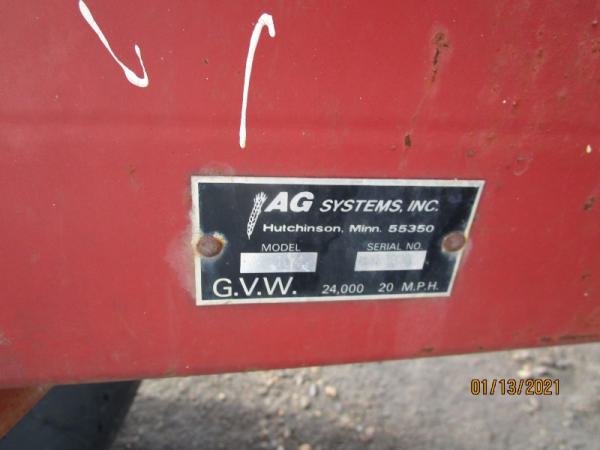 AG SYSTEMS, INC.
Hutchinson, Minn. 55350
MODEL SERIAL NO.
G.V.W. 24,000 20 M.P.H.
01/13/2021